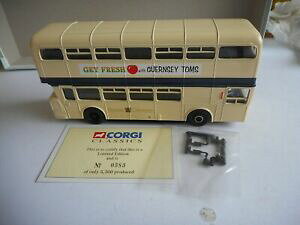 GET FRESH with GUERNSEY TOMS
CORGI
CLASSICS
This is to certify that this is a
Limited Edition
and is
№ 0385
of only 5,500 produced